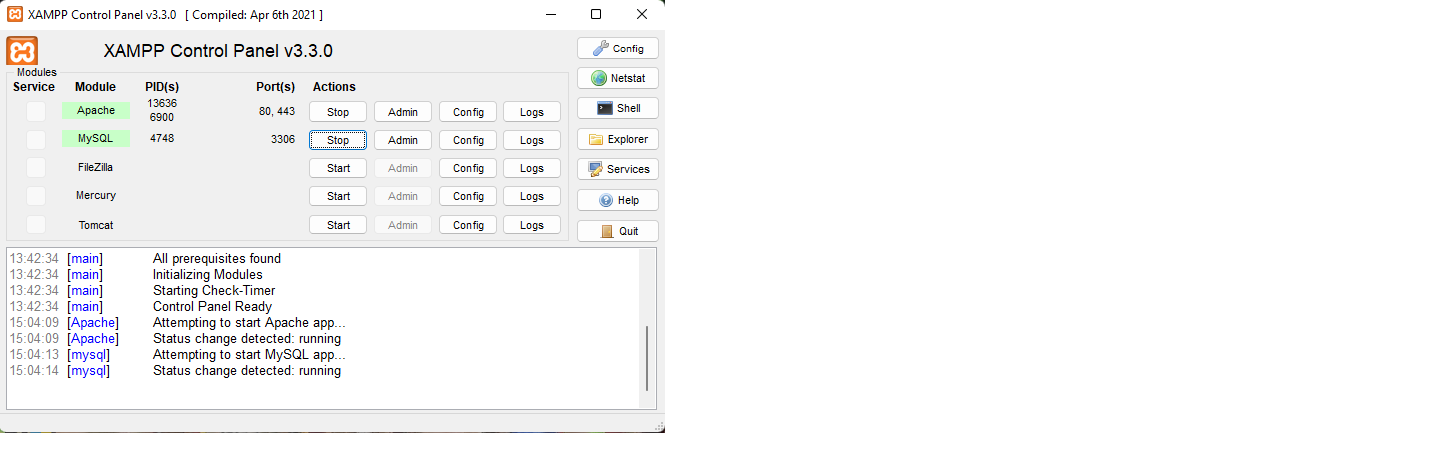 XAMPP Control Panel v3.3.0 [ Compiled: Apr 6th 2021 ]
XAMPP Control Panel v3.3.0
Config
Modules
Netstat
Service Module PID(s) Port(s) Actions
Apache 13636 6900 80, 443 Stop Admin Config Logs
Shell
MySQL 4748 3306 Stop Admin Config Logs
Explorer
FileZilla Start Admin Config Logs
Services
Mercury Start Admin Config Logs
Help
Tomcat Start Admin Config Logs
Quit
13:42:34 [main] All prerequisites found
13:42:34 [main] Initializing Modules
13:42:34 [main] Starting Check-Timer
13:42:34 [main] Control Panel Ready
15:04:09 [Apache] Attempting to start Apache app...
15:04:09 [Apache] Status change detected: running
15:04:13 [mysql] Attempting to start MySQL app...
15:04:14 [mysql] Status change detected: running